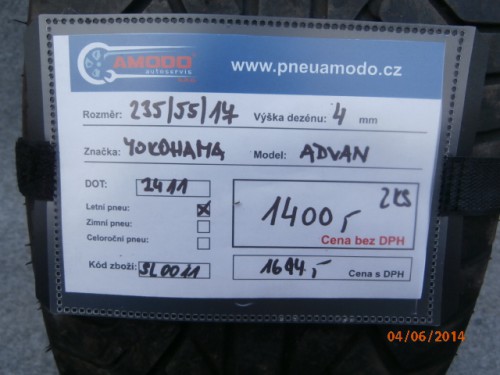 AMODO
autoservis
www.pneuamodo.cz
Rozměr: 235/55/17 Výška dezénu: 4 mm
Značka: YOKOHAMA Model: ADVAN
DOT: 2411
Letní pneu:
Zimní pneu:
Celoroční pneu:
2KS
1400,-
Cena bez DPH
Kód zboží: SL0011
1694,- Cena s DPH
04/06/2014